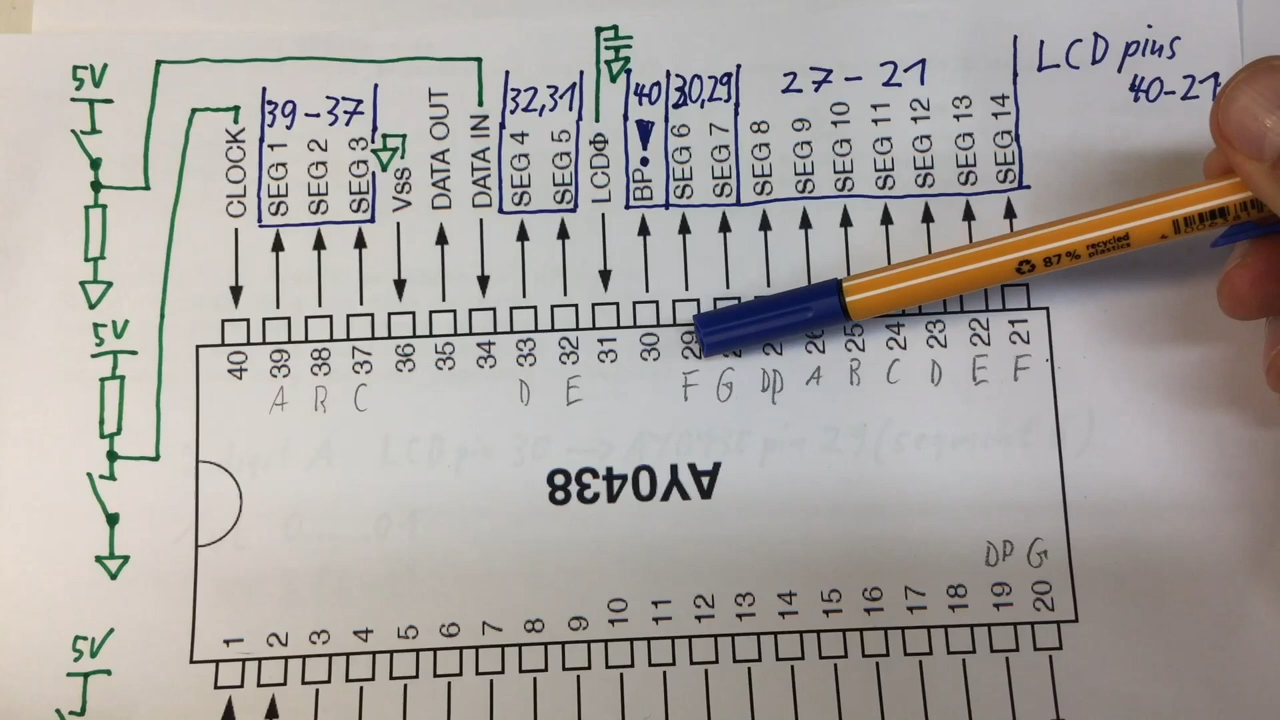 5V
LCD pins
40-21
39-37
32,31
40
30,29
27-21
CLOCK
SEG 1
SEG 2
SEG 3
Vss
DATA OUT
DATA IN
SEG 4
SEG 5
LCDΦ
BP
SEG 6
SEG 7
SEG 8
SEG 9
SEG 10
SEG 11
SEG 12
SEG 13
SEG 14
87% recycled plastics
5V
40 39 38 37 36 35 34 33 32 31 30 29 26 25 24 23 22 21
A B C D E F G DP A B C D E F
AY0438
DP G
1 2 3 4 5 6 7 8 9 10 11 12 13 14 15 16 17 18 19 20
5V